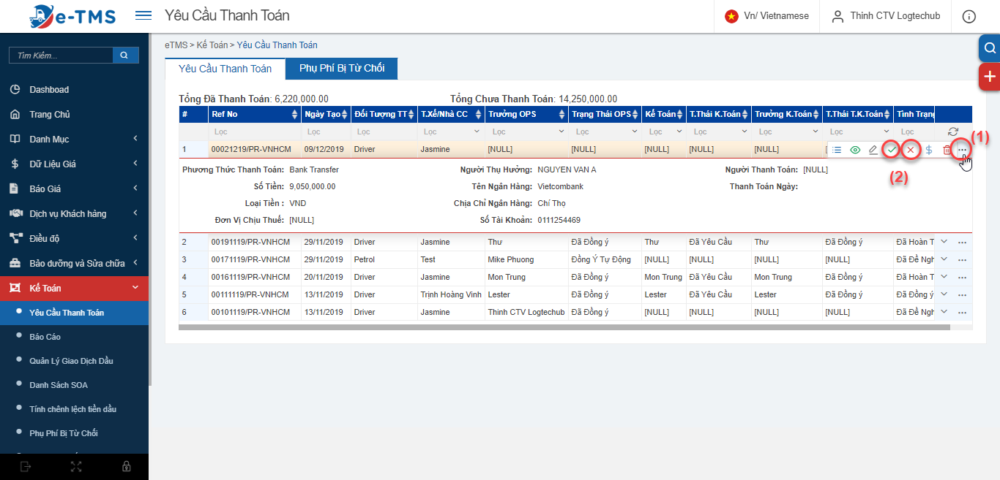 e-TMS
Yêu Cầu Thanh Toán
Vn/ Vietnamese
Thinh CTV Logtechub
Tìm Kiếm...
Dashboad
Trang Chủ
Danh Mục
Dữ Liệu Giá
Báo Giá
Dịch vụ Khách hàng
Điều độ
Bảo dưỡng và Sửa chữa
Kế Toán
Yêu Cầu Thanh Toán
Báo Cáo
Quản Lý Giao Dịch Dầu
Danh Sách SOA
Tính chênh lệch tiền dầu
Phụ Phí Bị Từ Chối
eTMS > Kế Toán > Yêu Cầu Thanh Toán
Yêu Cầu Thanh Toán Phụ Phí Bị Từ Chối
Tổng Đã Thanh Toán: 6,220,000.00 Tổng Chưa Thanh Toán: 14,250,000.00
# Ref No Ngày Tạo Đối Tượng TT T.Xế/Nhà CC Trưởng OPS Trạng Thái OPS Kế Toán T.Thái K.Toán Trưởng K.Toán T.Thái T.K.Toán Tình Trạng
Lọc Lọc Lọc Lọc Lọc Lọc Lọc Lọc Lọc Lọc Lọc
(1)
1 00021219/PR-VNHCM 09/12/2019 Driver Jasmine [NULL] [NULL] [NULL] [NULL] [NULL] [
(2)
Phương Thức Thanh Toán: Bank Transfer Người Thụ Hưởng: NGUYEN VAN A Người Thanh Toán: [NULL]
Số Tiền: 9,050,000.00 Tên Ngân Hàng: Vietcombank Thanh Toán Ngày:
Loại Tiền : VND Chịa Chỉ Ngân Hàng: Chí Thọ
Đơn Vị Chịu Thuế: [NULL] Số Tài Khoản: 0111254469
2 00191119/PR-VNHCM 29/11/2019 Driver Jasmine Thư Đã Đồng ý Thư Đã Yêu Cầu Thư Đã Đồng ý Đã Hoàn T
3 00171119/PR-VNHCM 29/11/2019 Petrol Test Mike Phuong Đồng Ý Tự Động [NULL] [NULL] [NULL] [NULL] Đã Đề Ngh
4 00161119/PR-VNHCM 20/11/2019 Driver Jasmine Mon Trung Đã Đồng ý Mon Trung Đã Yêu Cầu Mon Trung Đã Đồng ý Đã Hoàn T
5 00111119/PR-VNHCM 13/11/2019 Driver Trịnh Hoàng Vinh Lester Đã Đồng ý Lester Đã Yêu Cầu Lester Đã Đồng ý Đã Đồng ý
6 00101119/PR-VNHCM 13/11/2019 Driver Jasmine Thinh CTV Logtechub Đã Đồng ý [NULL] [NULL] [NULL] [NULL] Đã Đề Ngh